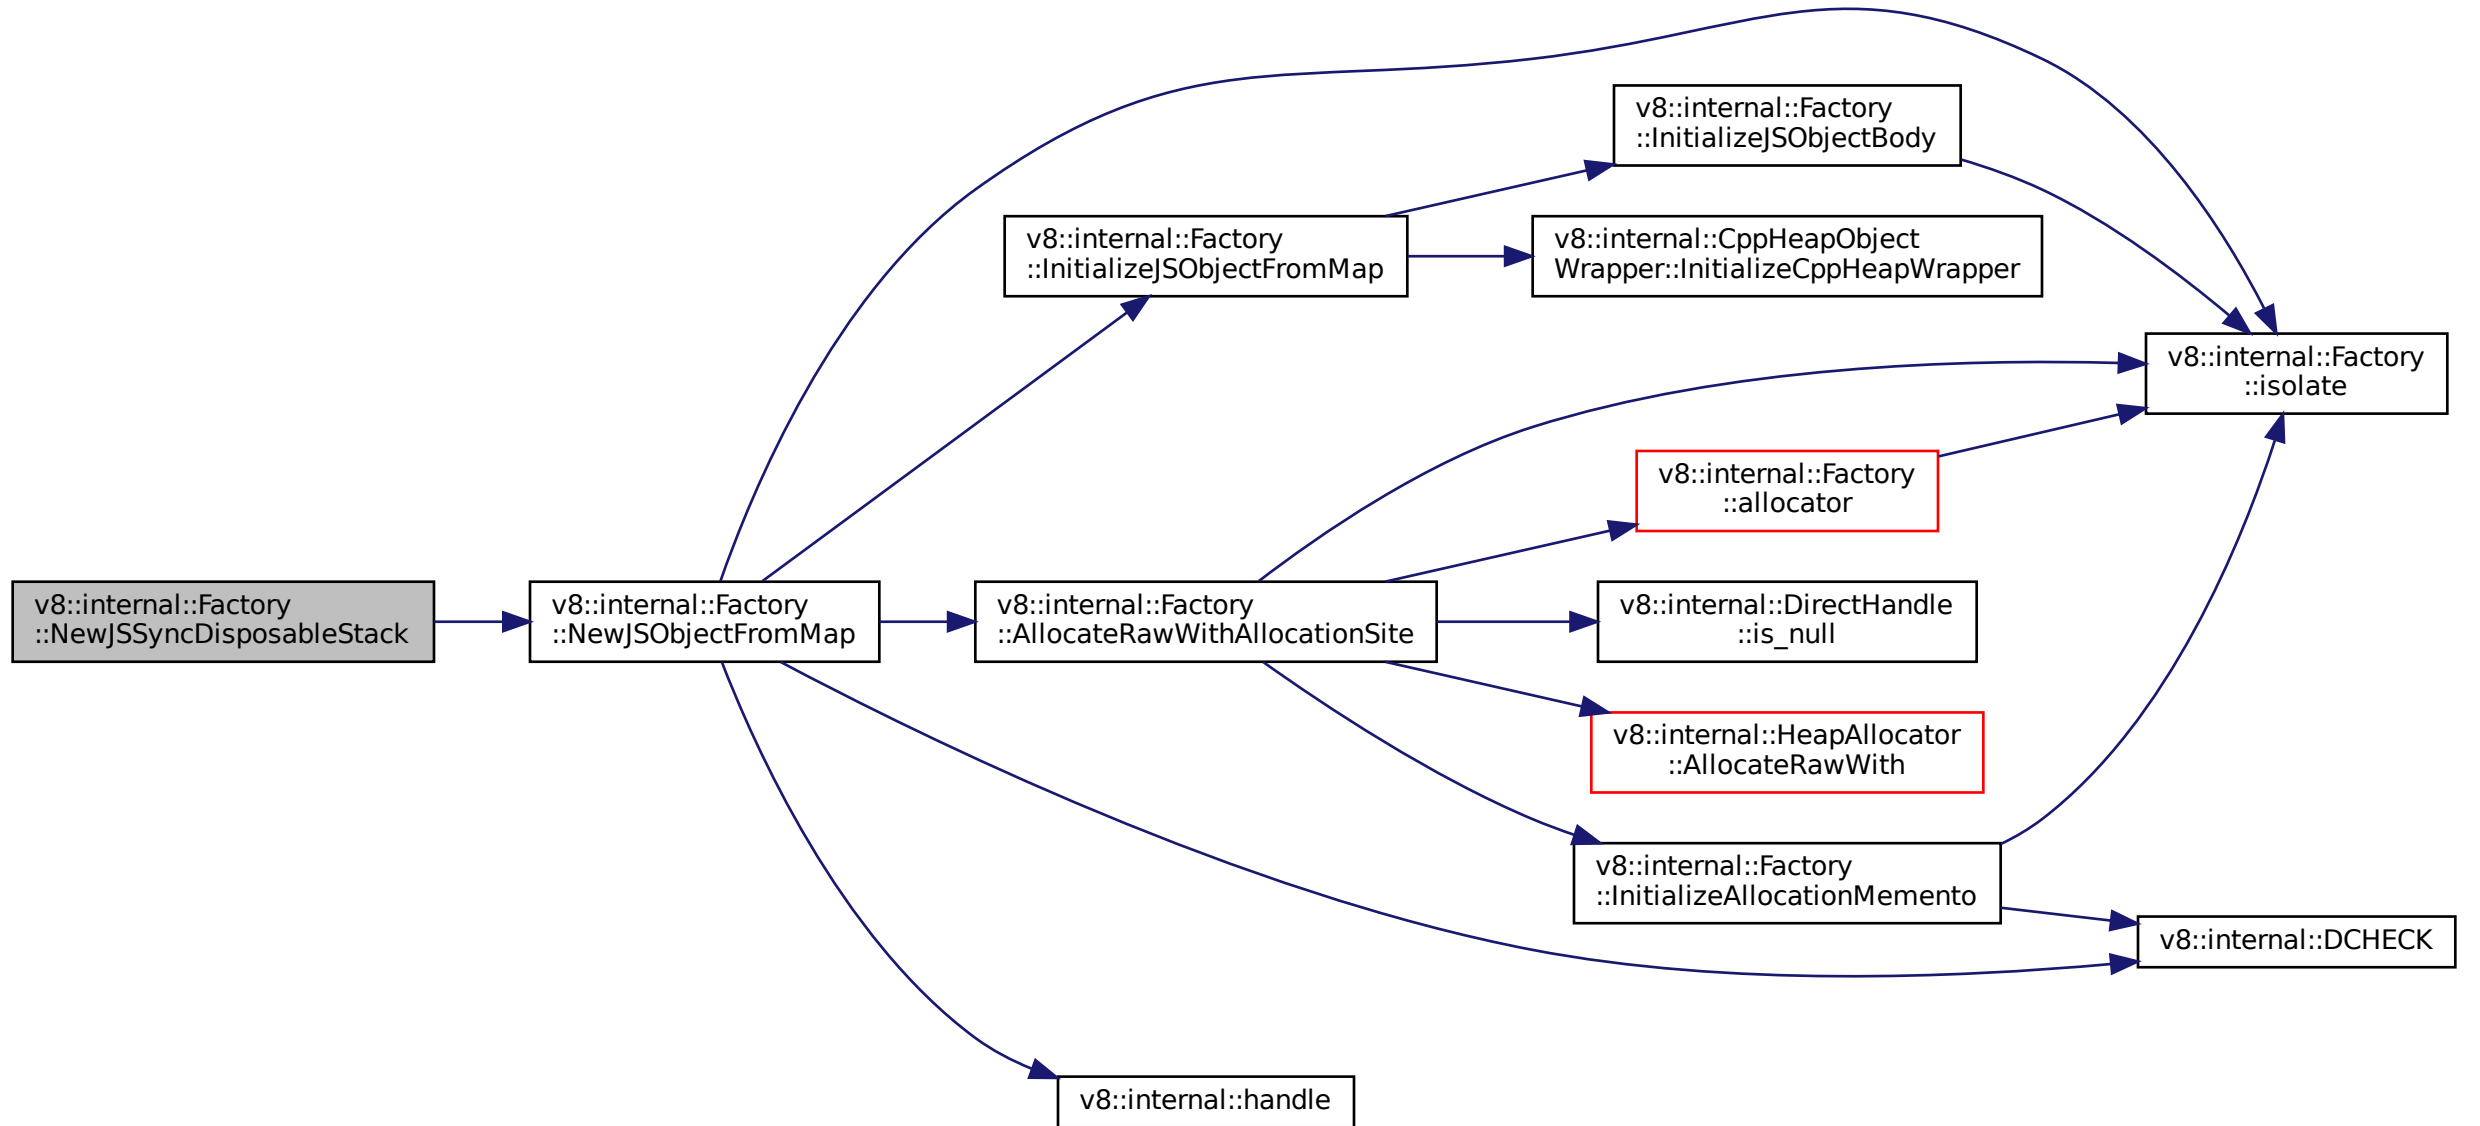 v8::internal::Factory
::InitializeJSObjectBody
v8::internal::Factory
::InitializeJSObjectFromMap
v8::internal::CppHeapObject
Wrapper::InitializeCppHeapWrapper
v8::internal::Factory
::isolate
v8::internal::Factory
::allocator
v8::internal::Factory
::NewJSSyncDisposableStack
v8::internal::Factory
::NewJSObjectFromMap
v8::internal::Factory
::AllocateRawWithAllocationSite
v8::internal::DirectHandle
::is_null
v8::internal::HeapAllocator
::AllocateRawWith
v8::internal::Factory
::InitializeAllocationMemento
v8::internal::DCHECK
v8::internal::handle